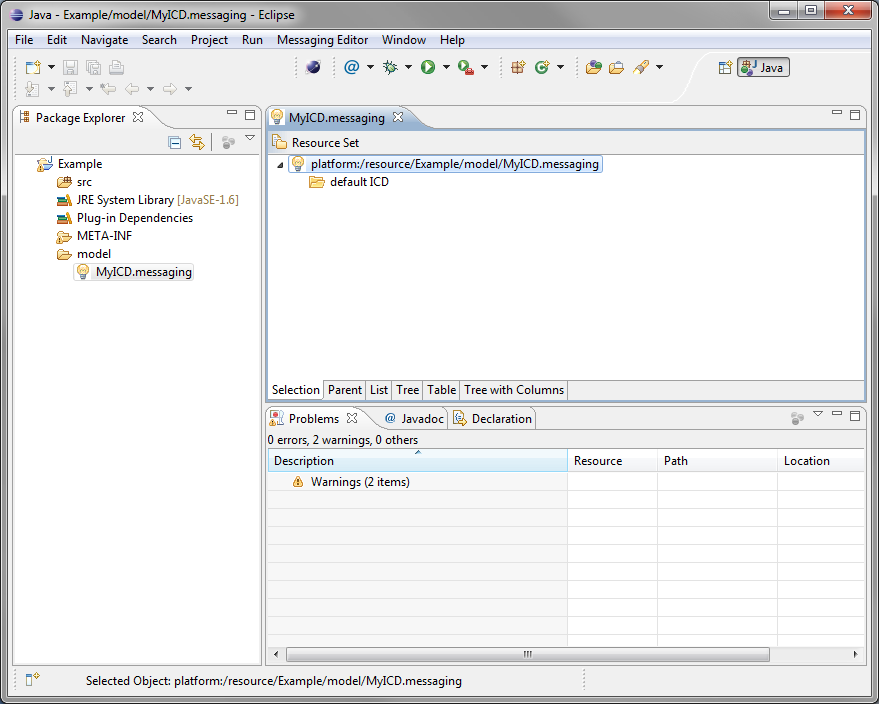 Java - Example/model/MyICD.messaging - Eclipse
File Edit Navigate Search Project Run Messaging Editor Window Help
Java
Package Explorer
Example
src
JRE System Library [JavaSE-1.6]
Plug-in Dependencies
META-INF
model
MyICD.messaging
MyICD.messaging
Resource Set
platform:/resource/Example/model/MyICD.messaging
default ICD
Selection Parent List Tree Table Tree with Columns
Problems @ Javadoc Declaration
0 errors, 2 warnings, 0 others
Description Resource Path Location
Warnings (2 items)
Selected Object: platform:/resource/Example/model/MyICD.messaging